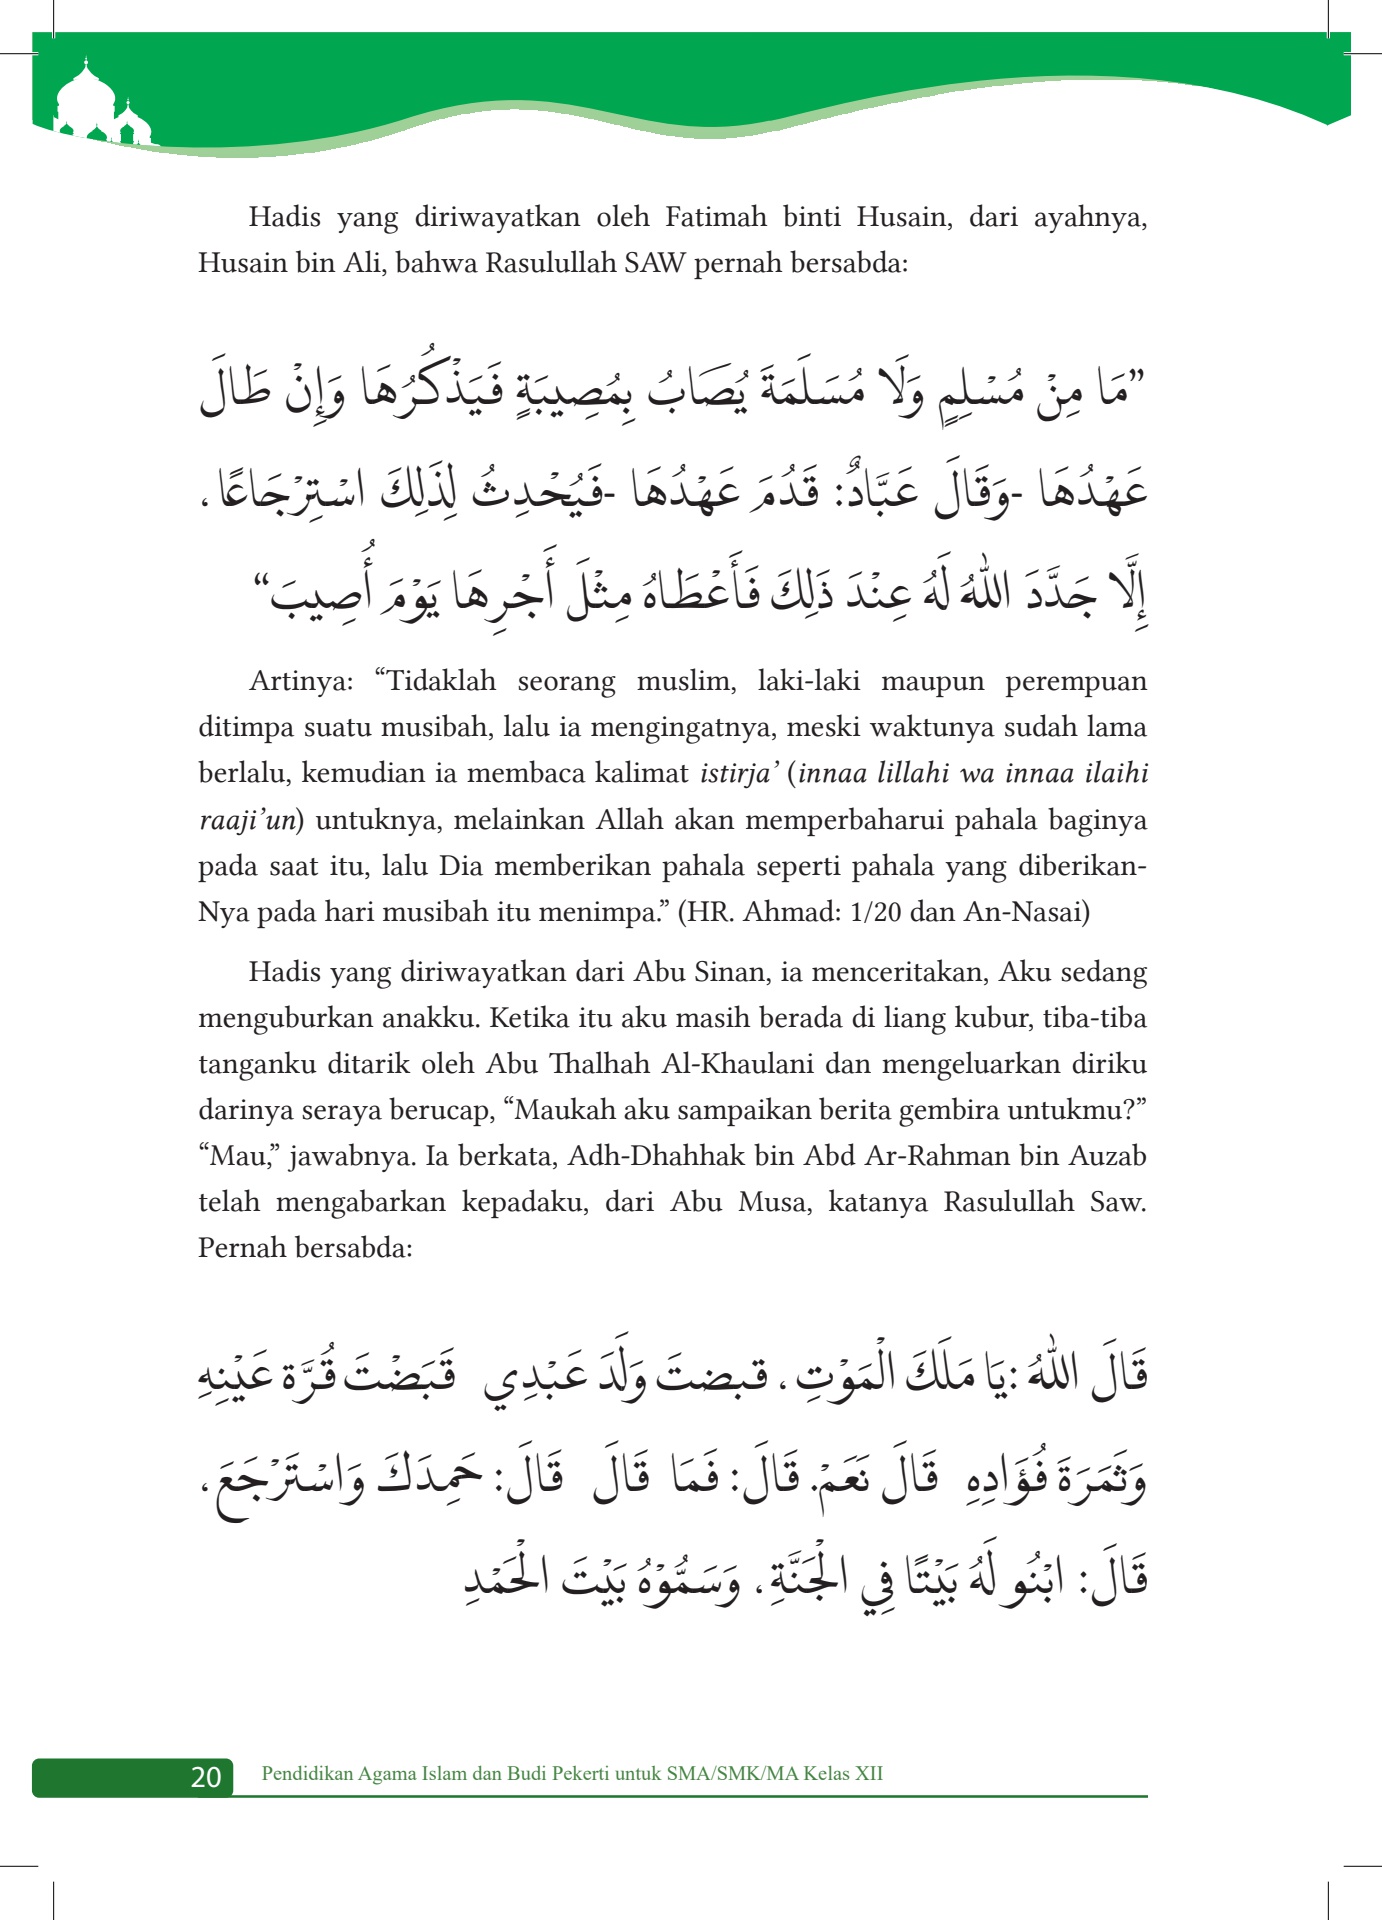 Hadis yang diriwayatkan oleh Fatimah binti Husain, dari ayahnya,
Husain bin Ali, bahwa Rasulullah SAW pernah bersabda:
”مَا مِنْ مُسْلِمٍ وَلَا مُسَلَمَةَ يُصَابُ بِمُصِيبَةٍ فَيَذْكُرُهَا وَإِنْ طَالَ
عَهْدُهَا -وَقَالَ عَبَّادٌ: قَدُمَ عَهْدُهَا -فَيُحْدِثُ لِذَلِكَ اسْتِرْجَاعًا ،
إِلَّا جَدَّدَ اللهُ لَهُ عِنْدَ ذَلِكَ فَأَعْطَاهُ مِثْلَ أَجْرِهَا يَوْمَ أُصِيبَ“
Artinya: “Tidaklah seorang muslim, laki-laki maupun perempuan
ditimpa suatu musibah, lalu ia mengingatnya, meski waktunya sudah lama
berlalu, kemudian ia membaca kalimat istirja’ (innaa lillahi wa innaa ilaihi
raaji’un) untuknya, melainkan Allah akan memperbaharui pahala baginya
pada saat itu, lalu Dia memberikan pahala seperti pahala yang diberikan-
Nya pada hari musibah itu menimpa.” (HR. Ahmad: 1/20 dan An-Nasai)
Hadis yang diriwayatkan dari Abu Sinan, ia menceritakan, Aku sedang
menguburkan anakku. Ketika itu aku masih berada di liang kubur, tiba-tiba
tanganku ditarik oleh Abu Thalhah Al-Khaulani dan mengeluarkan diriku
darinya seraya berucap, “Maukah aku sampaikan berita gembira untukmu?”
“Mau,” jawabnya. Ia berkata, Adh-Dhahhak bin Abd Ar-Rahman bin Auzab
telah mengabarkan kepadaku, dari Abu Musa, katanya Rasulullah Saw.
Pernah bersabda:
قَالَ اللهُ :يَا مَلَكَ الْمَوْتِ ، قبضتَ وَلَدَ عَبْدِي قَبَضْتَ قُرَّة عَيْنِهِ
وَثَمَرَةَ فُؤَادِهِ قَالَ نَعَمْ. قَالَ: فَمَا قَالَ قَالَ: حَمِدَكَ وَاسْتَرْجَعَ ،
قَالَ: ابْنُو لَهُ بَيْتًا فِي الْجَنَّةِ ، وَسَمُّوْهُ بَيْتَ الْحَمْدِ
20 Pendidikan Agama Islam dan Budi Pekerti untuk SMA/SMK/MA Kelas XII